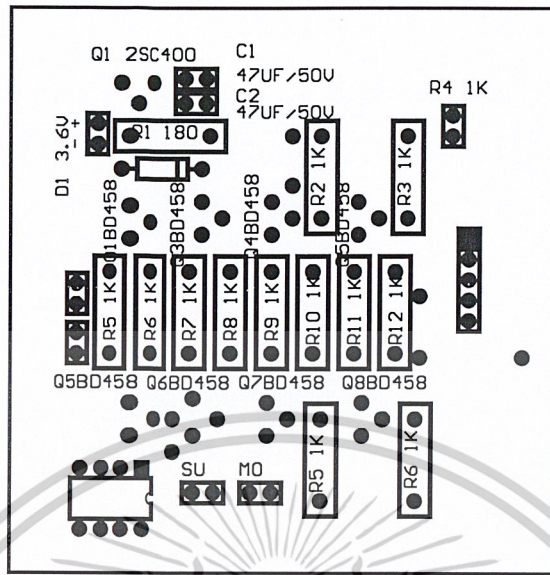 Q1 2SC400
C1
47UF/50V
C2
47UF/50V
R4 1K
3.6V
+
-
R1 180
D1
R2 1K
R3 1K
Q1BD458
Q3BD458
Q4BD458
Q5BD458
R5 1K
R6 1K
R7 1K
R8 1K
R9 1K
R10 1K
R11 1K
R12 1K
Q5BD458
Q6BD458
Q7BD458
Q8BD458
SU
MO
R5 1K
R6 1K